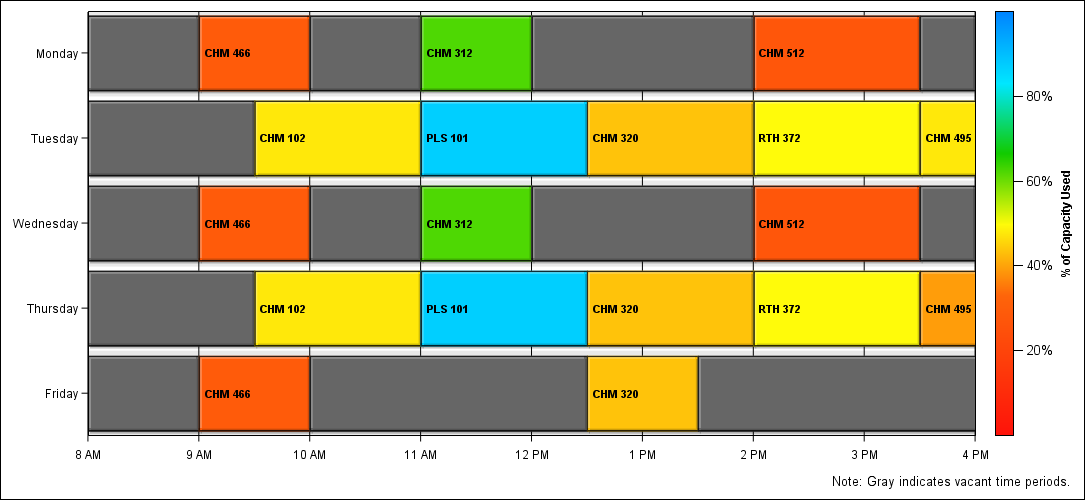 Monday CHM 466 CHM 312 CHM 512
Tuesday CHM 102 PLS 101 CHM 320 RTH 372 CHM 495
Wednesday CHM 466 CHM 312 CHM 512
Thursday CHM 102 PLS 101 CHM 320 RTH 372 CHM 495
Friday CHM 466 CHM 320
8 AM 9 AM 10 AM 11 AM 12 PM 1 PM 2 PM 3 PM 4 PM
80%
60%
40%
20%
% of Capacity Used
Note: Gray indicates vacant time periods.